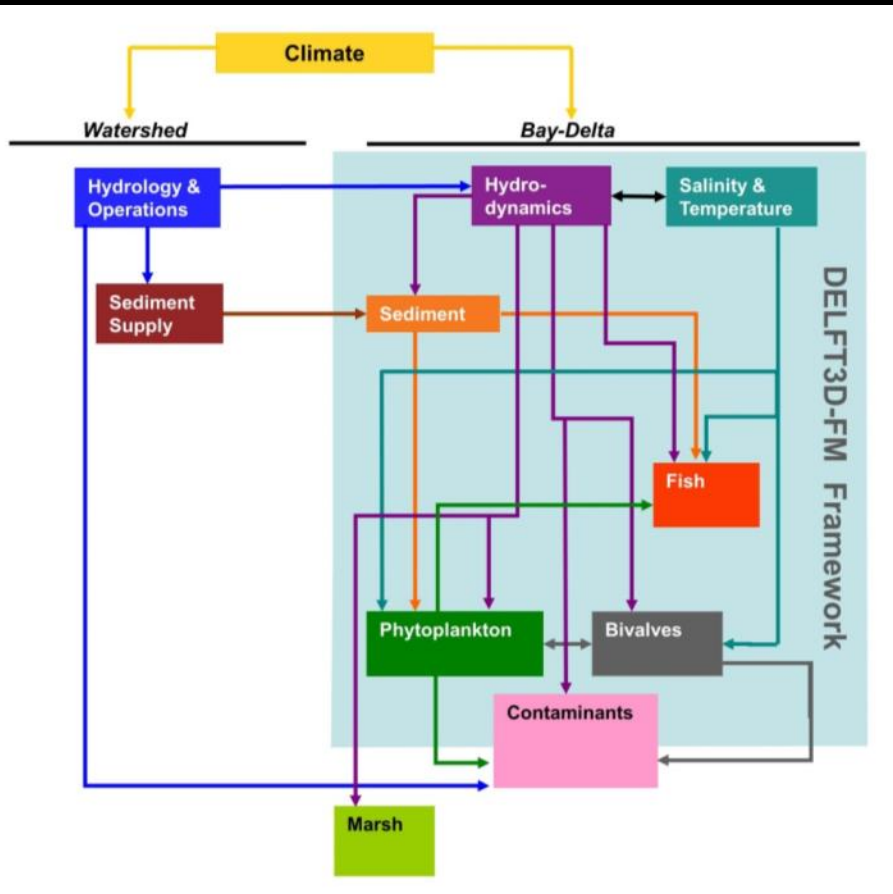 Climate
Watershed
Bay-Delta
Hydrology &
Operations
Hydro-
dynamics
Salinity &
Temperature
Sediment
Supply
Sediment
DELFT3D-FM Framework
Fish
Phytoplankton
Bivalves
Contaminants
Marsh